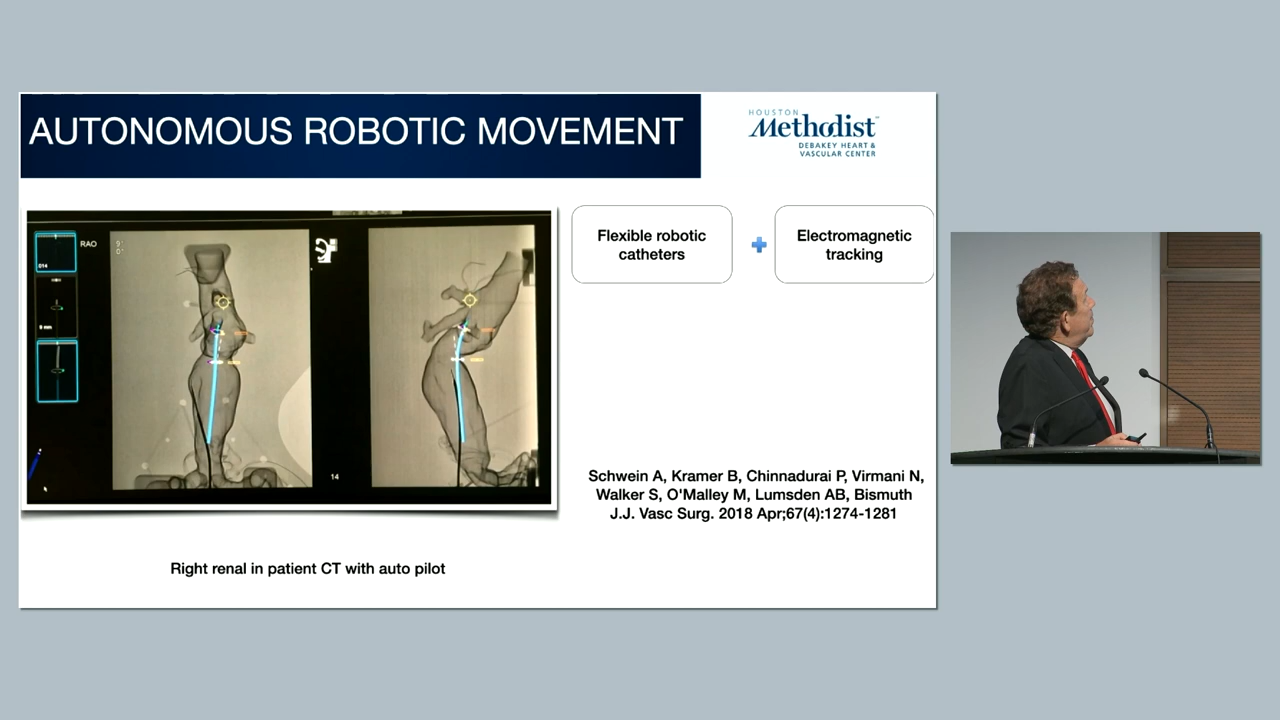 AUTONOMOUS ROBOTIC MOVEMENT
HOUSTON
Methodist
DEBAKEY HEART &
VASCULAR CENTER
RAO
14
Flexible robotic
catheters
Electromagnetic
tracking
Schwein A, Kramer B, Chinnadurai P, Virmani N,
Walker S, O'Malley M, Lumsden AB, Bismuth
J.J. Vasc Surg. 2018 Apr;67(4):1274-1281
Right renal in patient CT with auto pilot